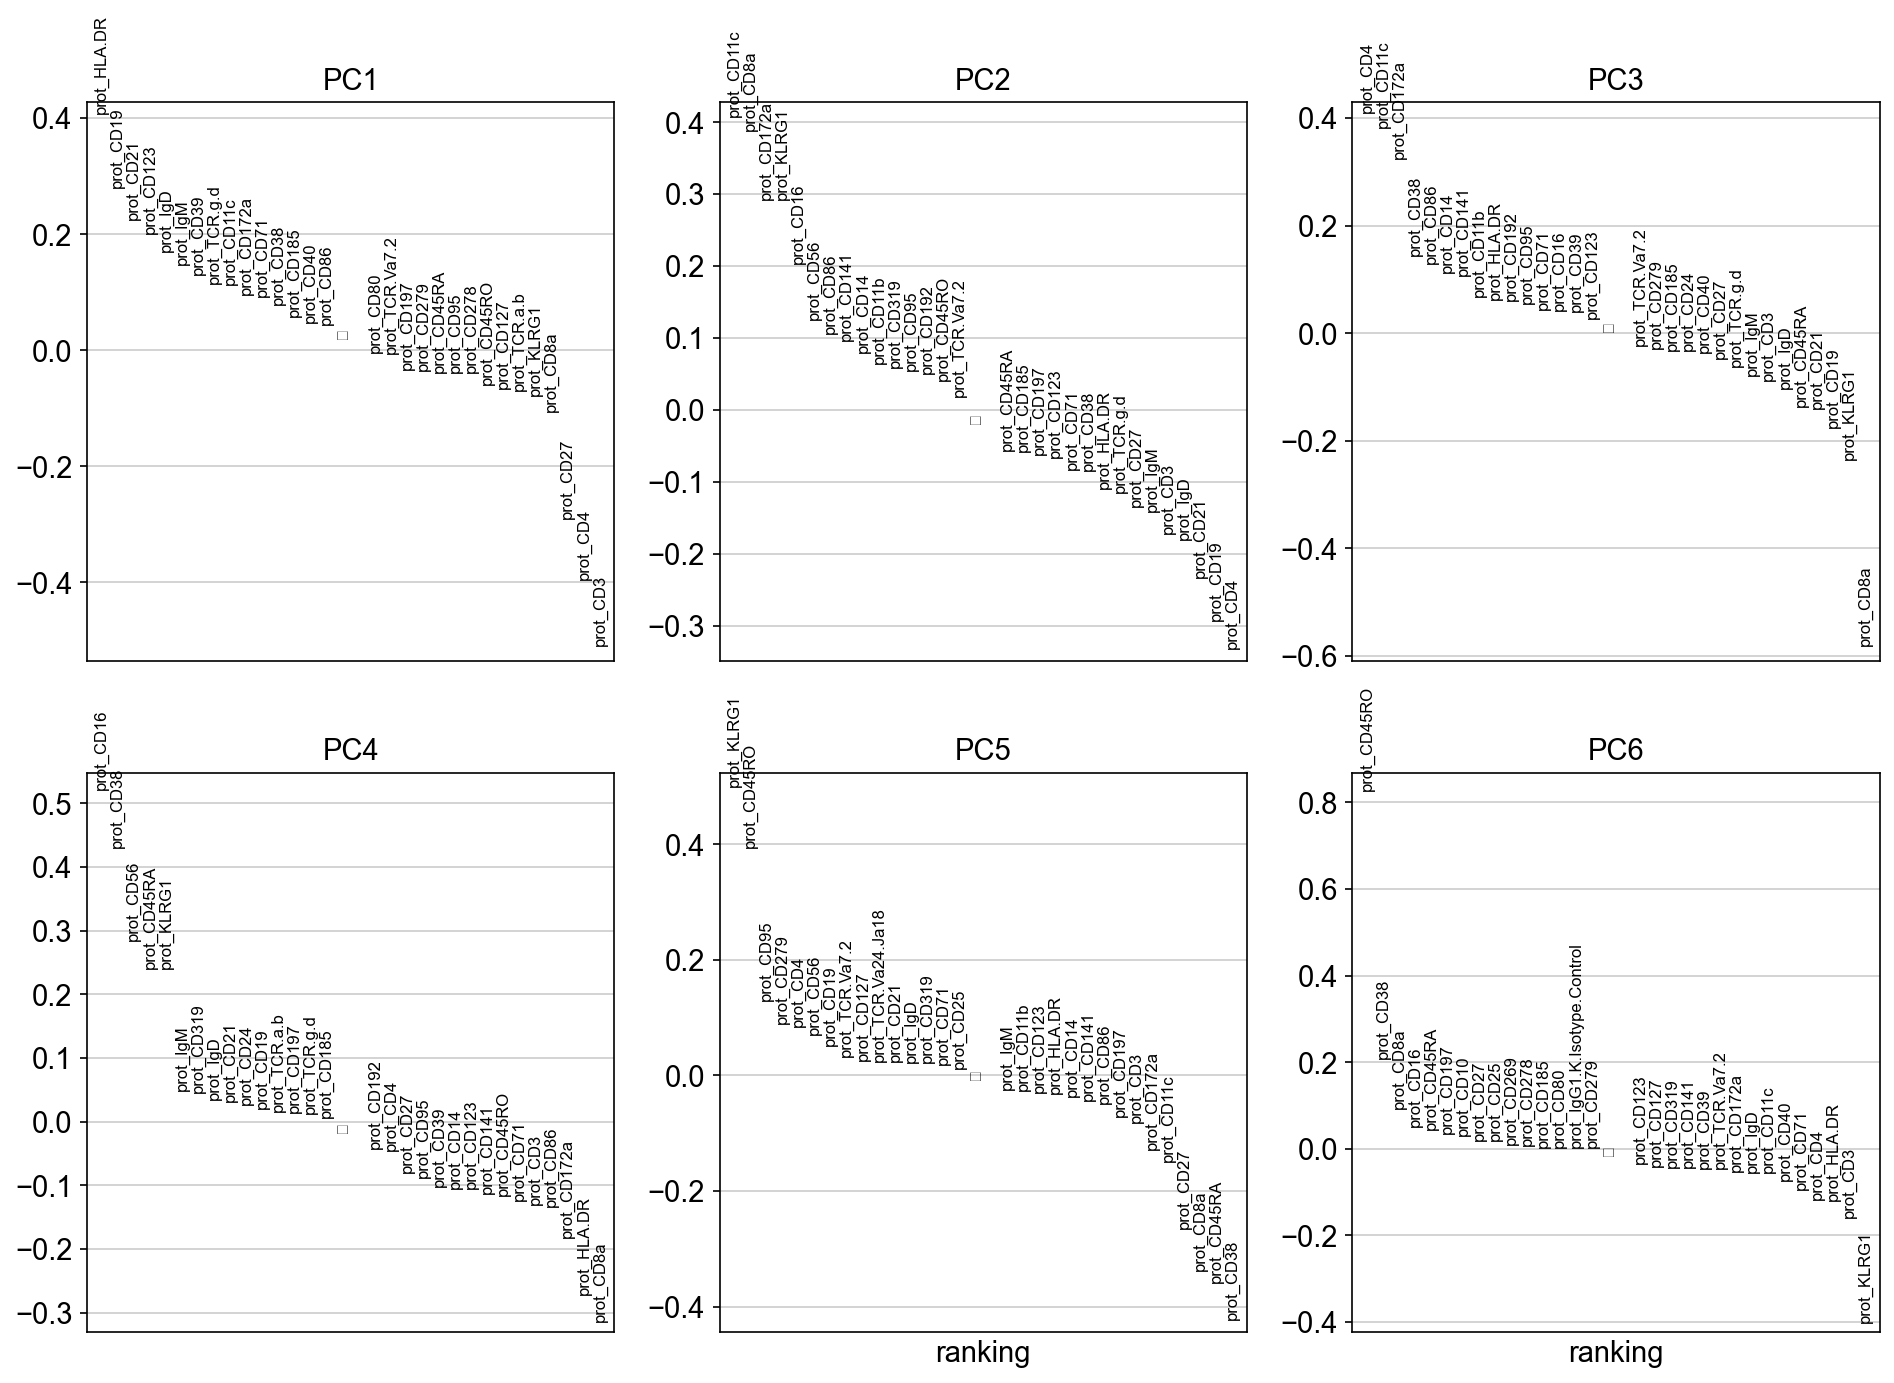 PC1
0.4
0.2
0.0
−0.2
−0.4
prot_HLA.DR
prot_CD19
prot_CD21
prot_CD123
prot_IgD
prot_IgM
prot_CD39
prot_TCR.g.d
prot_CD11c
prot_CD172a
prot_CD71
prot_CD38
prot_CD185
prot_CD40
prot_CD86
prot_CD80
prot_TCR.Va7.2
prot_CD197
prot_CD279
prot_CD45RA
prot_CD95
prot_CD278
prot_CD45RO
prot_CD127
prot_TCR.a.b
prot_KLRG1
prot_CD8a
prot_CD27
prot_CD4
prot_CD3
PC2
0.4
0.3
0.2
0.1
0.0
−0.1
−0.2
−0.3
prot_CD11c
prot_CD8a
prot_CD172a
prot_KLRG1
prot_CD16
prot_CD56
prot_CD86
prot_CD141
prot_CD14
prot_CD11b
prot_CD319
prot_CD95
prot_CD192
prot_CD45RO
prot_TCR.Va7.2
prot_CD45RA
prot_CD185
prot_CD197
prot_CD123
prot_CD71
prot_CD38
prot_HLA.DR
prot_TCR.g.d
prot_CD27
prot_IgM
prot_CD3
prot_IgD
prot_CD21
prot_CD19
prot_CD4
PC3
0.4
0.2
0.0
−0.2
−0.4
−0.6
prot_CD4
prot_CD11c
prot_CD172a
prot_CD38
prot_CD86
prot_CD14
prot_CD141
prot_CD11b
prot_HLA.DR
prot_CD192
prot_CD95
prot_CD71
prot_CD16
prot_CD39
prot_CD123
prot_TCR.Va7.2
prot_CD279
prot_CD185
prot_CD24
prot_CD40
prot_CD27
prot_TCR.g.d
prot_IgM
prot_CD3
prot_IgD
prot_CD45RA
prot_CD21
prot_CD19
prot_KLRG1
prot_CD8a
PC4
0.5
0.4
0.3
0.2
0.1
0.0
−0.1
−0.2
−0.3
prot_CD16
prot_CD38
prot_CD56
prot_CD45RA
prot_KLRG1
prot_IgM
prot_CD319
prot_IgD
prot_CD21
prot_CD24
prot_CD19
prot_TCR.a.b
prot_CD197
prot_TCR.g.d
prot_CD185
prot_CD192
prot_CD4
prot_CD27
prot_CD95
prot_CD39
prot_CD14
prot_CD123
prot_CD141
prot_CD45RO
prot_CD71
prot_CD3
prot_CD86
prot_CD172a
prot_HLA.DR
prot_CD8a
PC5
0.4
0.2
0.0
−0.2
−0.4
prot_KLRG1
prot_CD45RO
prot_CD95
prot_CD279
prot_CD4
prot_CD56
prot_CD19
prot_TCR.Va7.2
prot_CD127
prot_TCR.Va24.Ja18
prot_CD21
prot_IgD
prot_CD319
prot_CD71
prot_CD25
prot_IgM
prot_CD11b
prot_CD123
prot_HLA.DR
prot_CD14
prot_CD141
prot_CD86
prot_CD197
prot_CD3
prot_CD172a
prot_CD11c
prot_CD27
prot_CD8a
prot_CD45RA
prot_CD38
ranking
PC6
0.8
0.6
0.4
0.2
0.0
−0.2
−0.4
prot_CD45RO
prot_CD38
prot_CD8a
prot_CD16
prot_CD45RA
prot_CD197
prot_CD10
prot_CD27
prot_CD25
prot_CD269
prot_CD278
prot_CD185
prot_CD80
prot_IgG1.K.Isotype.Control
prot_CD279
prot_CD123
prot_CD127
prot_CD319
prot_CD141
prot_CD39
prot_TCR.Va7.2
prot_CD172a
prot_IgD
prot_CD11c
prot_CD40
prot_CD71
prot_CD4
prot_HLA.DR
prot_CD3
prot_KLRG1
ranking